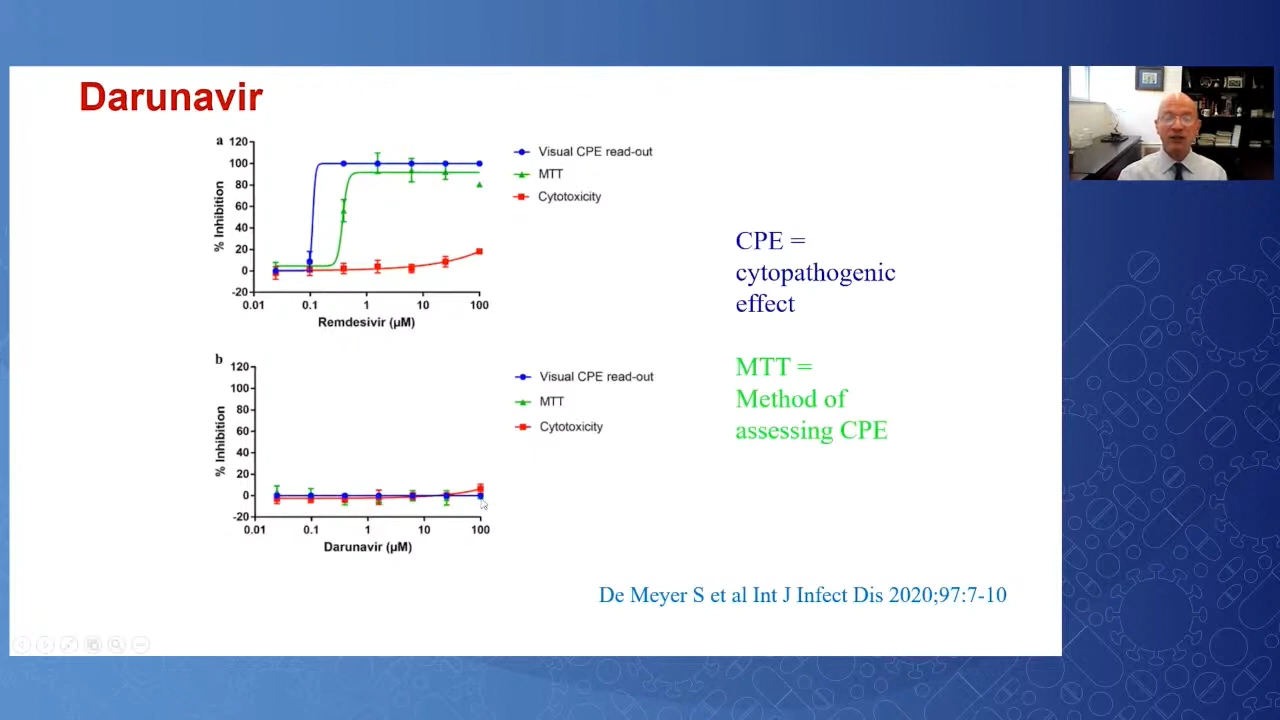 Darunavir
a
120
100
80
60
40
20
0
-20
% Inhibition
0.01 0.1 1 10 100
Remdesivir (µM)
Visual CPE read-out
MTT
Cytotoxicity
b
120
100
80
60
40
20
0
-20
% Inhibition
0.01 0.1 1 10 100
Darunavir (µM)
Visual CPE read-out
MTT
Cytotoxicity
CPE =
cytopathogenic
effect
MTT =
Method of
assessing CPE
De Meyer S et al Int J Infect Dis 2020;97:7-10